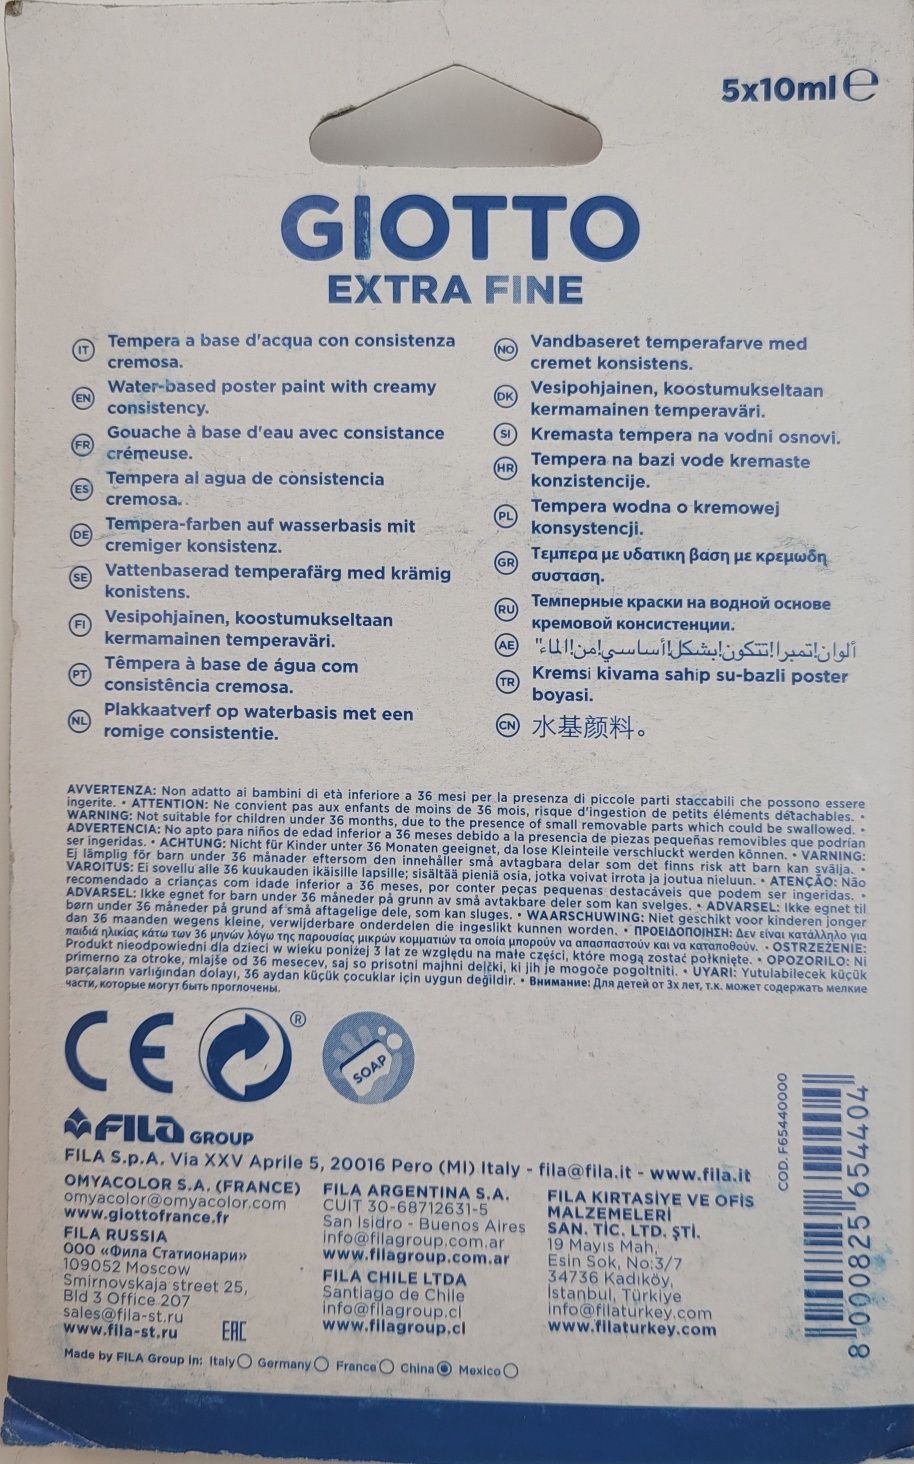 5x10ml ℮
GIOTTO
EXTRA FINE
IT Tempera a base d'acqua con consistenza
cremosa.
EN Water-based poster paint with creamy
consistency.
FR Gouache à base d'eau avec consistance
crémeuse.
ES Tempera al agua de consistencia
cremosa.
DE Tempera-farben auf wasserbasis mit
cremiger konsistenz.
SE Vattenbaserad temperafärg med krämig
konistens.
FI Vesipohjainen, koostumukseltaan
kermamainen temperaväri.
PT Têmpera à base de água com
consistência cremosa.
NL Plakkaatverf op waterbasis met een
romige consistentie.
NO Vandbaseret temperafarve med
cremet konsistens.
DK Vesipohjainen, koostumukseltaan
kermamainen temperaväri.
SI Kremasta tempera na vodni osnovi.
HR Tempera na bazi vode kremaste
konzistencije.
PL Tempera wodna o kremowej
konsystencji.
GR Τεμπερα με υδατικη βαση με κρεμωδη
συσταση.
RU Темперные краски на водной основе
кремовой консистенции.
AE ألوان!تمبرا!تتكون!بشكل!أساسي!من!الماء"
TR Kremsi kivama sahip su-bazli poster
boyasi.
CN 水基颜料。
AVVERTENZA: Non adatto ai bambini di età inferiore a 36 mesi per la presenza di piccole parti staccabili che possono essere
ingerite. • ATTENTION: Ne convient pas aux enfants de moins de 36 mois, risque d'ingestion de petits éléments détachables. •
WARNING: Not suitable for children under 36 months, due to the presence of small removable parts which could be swallowed. •
ADVERTENCIA: No apto para niños de edad inferior a 36 meses debido a la presencia de piezas pequeñas removibles que podrían
ser ingeridas. • ACHTUNG: Nicht für Kinder unter 36 Monaten geeignet, da lose Kleinteile verschluckt werden können. • VARNING:
Ej lämplig för barn under 36 månader eftersom den innehåller små avtagbara delar som det finns risk att barn kan svälja. •
VAROITUS: Ei sovellu alle 36 kuukauden ikäisille lapsille; sisältää pieniä osia, jotka voivat irrota ja joutua nieluun. • ATENÇÃO: Não
recomendado a crianças com idade inferior a 36 meses, por conter peças pequenas destacáveis que podem ser ingeridas. •
ADVARSEL: Ikke egnet for barn under 36 måneder på grunn av små avtakbare deler som kan svelges. • ADVARSEL: Ikke egnet til
børn under 36 måneder på grund af små aftagelige dele, som kan sluges. • WAARSCHUWING: Niet geschikt voor kinderen jonger
dan 36 maanden wegens kleine, verwijderbare onderdelen die ingeslikt kunnen worden. • ΠΡΕΙΔΟΠΟΙΗΣΗ: Δεν είναι κατάλληλο για
παιδιά ηλικίας κάτω των 36 μηνών λόγω της παρουσίας μικρών κομματιών τα οποία μπορούν να απασπαστούν και να καταποθούν. • OSTRZEŻENIE:
Produkt nieodpowiedni dla dzieci w wieku poniżej 3 lat ze względu na małe części, które mogą zostać połknięte. • OPOZORILO: Ni
primerno za otroke, mlajše od 36 mesecev, saj so prisotni majhni delčki, ki jih je mogoče pogoltniti. • UYARI: Yutulabilecek küçük
parçaların varlığından dolayı, 36 aydan küçük çocuklar için uygun değildir. • Внимание: Для детей от 3х лет, т.к. может содержать мелкие
части, которые могут быть проглочены.
CE
®
SOAP
FILA GROUP
FILA S.p.A. Via XXV Aprile 5, 20016 Pero (MI) Italy - fila@fila.it - www.fila.it
OMYACOLOR S.A. (FRANCE)
omyacolor@omyacolor.com
www.giottofrance.fr
FILA RUSSIA
ООО «Фила Статионари»
109052 Moscow
Smirnovskaja street 25,
Bld 3 Office 207
sales@fila-st.ru
www.fila-st.ru
EAC
FILA ARGENTINA S.A.
CUIT 30-68712631-5
San Isidro - Buenos Aires
info@filagroup.com.ar
www.filagroup.com.ar
FILA CHILE LTDA
Santiago de Chile
info@filagroup.cl
www.filagroup.cl
FILA KIRTASİYE VE OFİS
MALZEMELERİ
SAN. TİC. LTD. ŞTİ.
19 Mayıs Mah,
Esin Sok, No:3/7
34736 Kadıköy,
İstanbul, Türkiye
info@filaturkey.com
www.filaturkey.com
Made by FILA Group in: Italy Germany France China Mexico
COD. F65440000
8 000825 654404